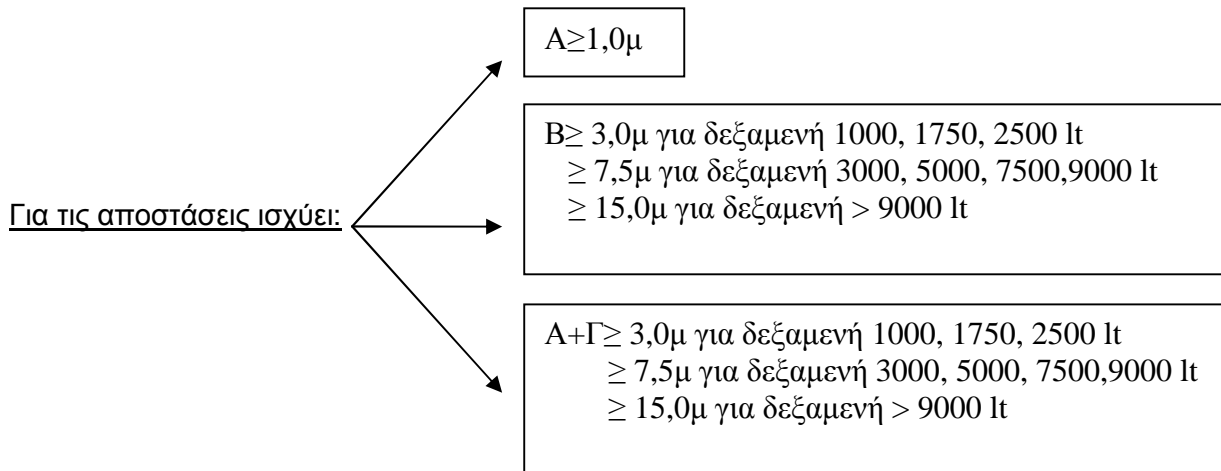 Α≥1,0μ
Β≥ 3,0μ για δεξαμενή 1000, 1750, 2500 lt
≥ 7,5μ για δεξαμενή 3000, 5000, 7500,9000 lt
≥ 15,0μ για δεξαμενή > 9000 lt
Για τις αποστάσεις ισχύει:
Α+Γ≥ 3,0μ για δεξαμενή 1000, 1750, 2500 lt
≥ 7,5μ για δεξαμενή 3000, 5000, 7500,9000 lt
≥ 15,0μ για δεξαμενή > 9000 lt